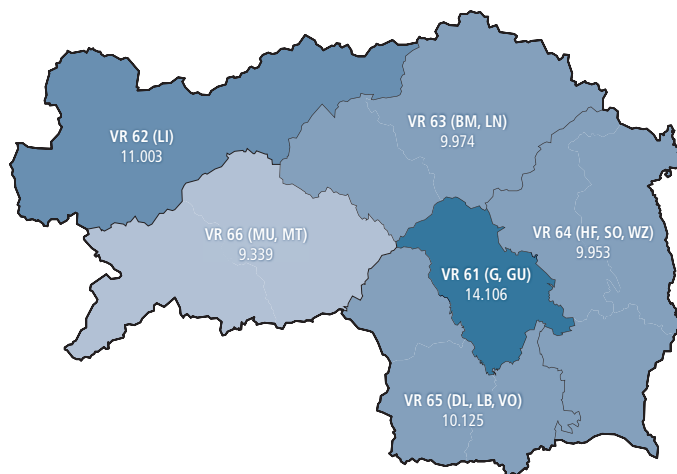 VR 62 (LI)
11.003
VR 63 (BM, LN)
9.974
VR 66 (MU, MT)
9.339
VR 64 (HF, SO, WZ)
9.953
VR 61 (G, GU)
14.106
VR 65 (DL, LB, VO)
10.125